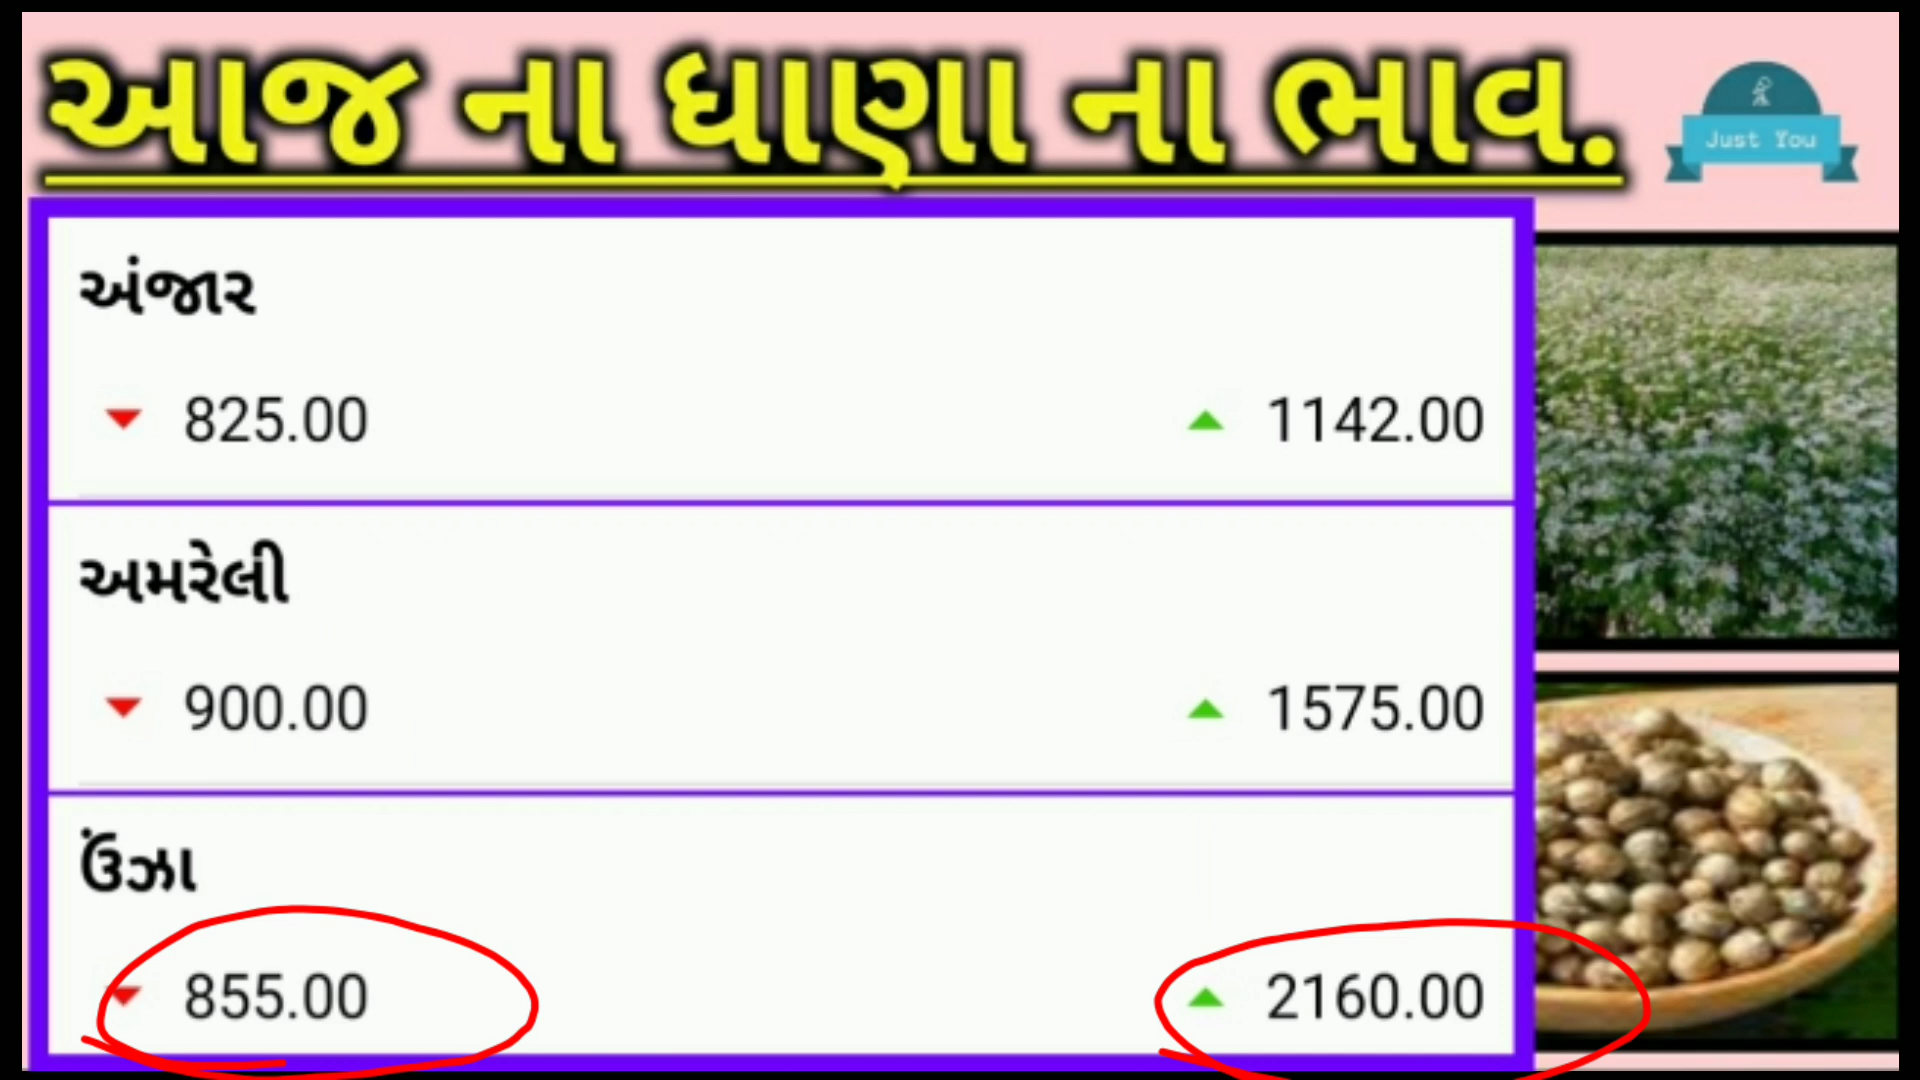 આજ ના ધાણા ના ભાવ.
Just You
અંજાર
825.00 1142.00
અમરેલી
900.00 1575.00
ઉંઝા
855.00 2160.00